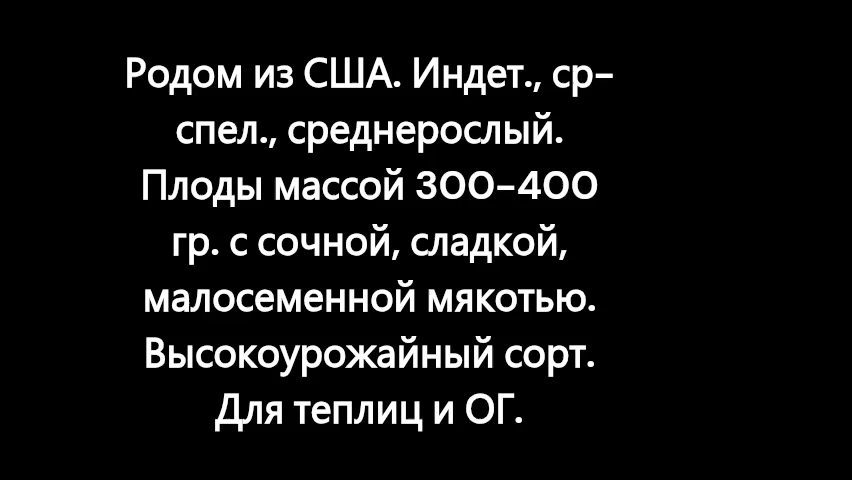 Родом из США. Индет., ср-
спел., среднерослый.
Плоды массой 300-400
гр. с сочной, сладкой,
малосеменной мякотью.
Высокоурожайный сорт.
Для теплиц и ОГ.